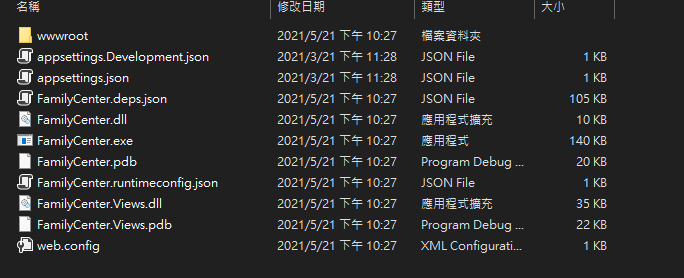 名稱 修改日期 類型 大小
wwwroot 2021/5/21 下午 10:27 檔案資料夾
appsettings.Development.json 2021/3/21 下午 11:28 JSON File 1 KB
appsettings.json 2021/3/21 下午 11:28 JSON File 1 KB
FamilyCenter.deps.json 2021/5/21 下午 10:27 JSON File 105 KB
FamilyCenter.dll 2021/5/21 下午 10:27 應用程式擴充 10 KB
FamilyCenter.exe 2021/5/21 下午 10:27 應用程式 140 KB
FamilyCenter.pdb 2021/5/21 下午 10:27 Program Debug ... 20 KB
FamilyCenter.runtimeconfig.json 2021/5/21 下午 10:27 JSON File 1 KB
FamilyCenter.Views.dll 2021/5/21 下午 10:27 應用程式擴充 35 KB
FamilyCenter.Views.pdb 2021/5/21 下午 10:27 Program Debug ... 22 KB
web.config 2021/5/21 下午 10:27 XML Configurati... 1 KB